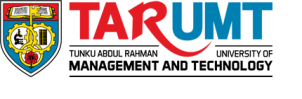 TARUMT
TUNKU ABDUL RAHMAN UNIVERSITY OF
MANAGEMENT AND TECHNOLOGY